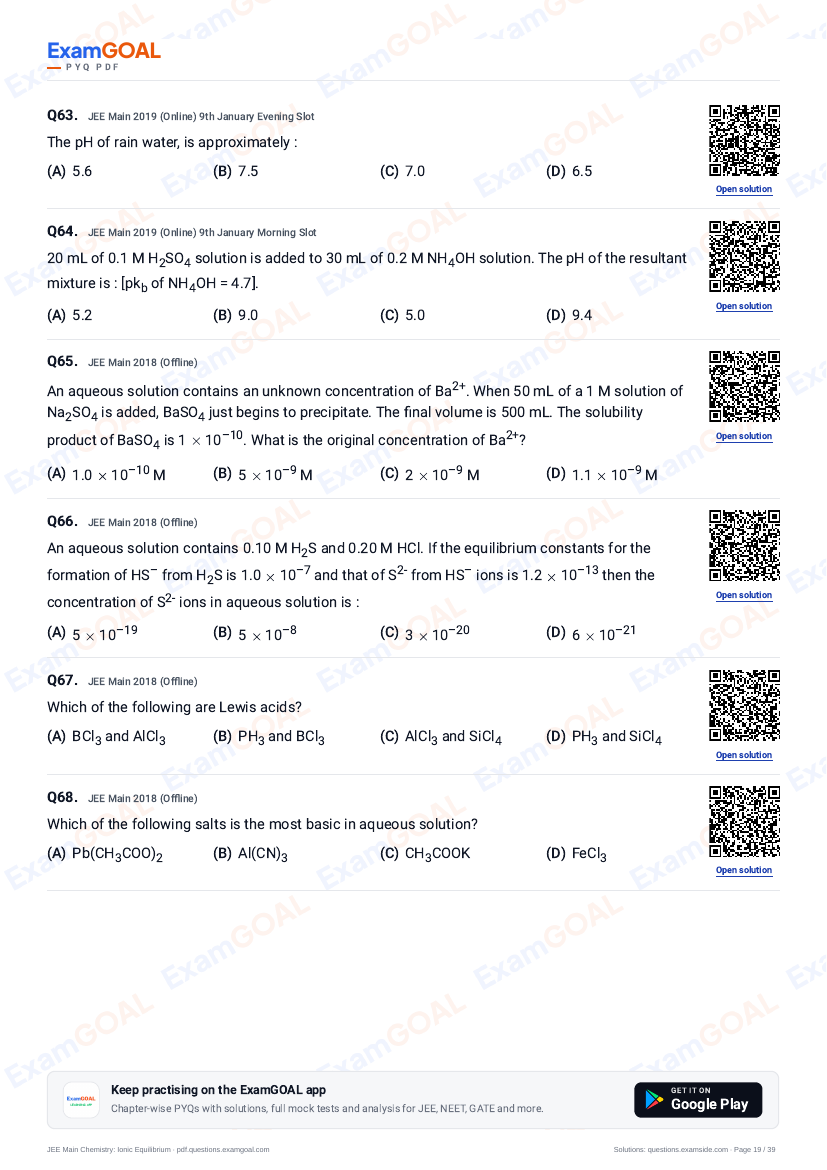 ExamGOAL
PYQ PDF
Q63. JEE Main 2019 (Online) 9th January Evening Slot
The pH of rain water, is approximately :
(A) 5.6 (B) 7.5 (C) 7.0 (D) 6.5
Open solution
Q64. JEE Main 2019 (Online) 9th January Morning Slot
20 mL of 0.1 M H₂SO₄ solution is added to 30 mL of 0.2 M NH₄OH solution. The pH of the resultant
mixture is : [pk_b of NH₄OH = 4.7].
(A) 5.2 (B) 9.0 (C) 5.0 (D) 9.4
Open solution
Q65. JEE Main 2018 (Offline)
An aqueous solution contains an unknown concentration of Ba²⁺. When 50 mL of a 1 M solution of
Na₂SO₄ is added, BaSO₄ just begins to precipitate. The final volume is 500 mL. The solubility
product of BaSO₄ is 1 × 10⁻¹⁰. What is the original concentration of Ba²⁺?
(A) 1.0 × 10⁻¹⁰ M (B) 5 × 10⁻⁹ M (C) 2 × 10⁻⁹ M (D) 1.1 × 10⁻⁹ M
Open solution
Q66. JEE Main 2018 (Offline)
An aqueous solution contains 0.10 M H₂S and 0.20 M HCl. If the equilibrium constants for the
formation of HS⁻ from H₂S is 1.0 × 10⁻⁷ and that of S²⁻ from HS⁻ ions is 1.2 × 10⁻¹³ then the
concentration of S²⁻ ions in aqueous solution is :
(A) 5 × 10⁻¹⁹ (B) 5 × 10⁻⁸ (C) 3 × 10⁻²⁰ (D) 6 × 10⁻²¹
Open solution
Q67. JEE Main 2018 (Offline)
Which of the following are Lewis acids?
(A) BCl₃ and AlCl₃ (B) PH₃ and BCl₃ (C) AlCl₃ and SiCl₄ (D) PH₃ and SiCl₄
Open solution
Q68. JEE Main 2018 (Offline)
Which of the following salts is the most basic in aqueous solution?
(A) Pb(CH₃COO)₂ (B) Al(CN)₃ (C) CH₃COOK (D) FeCl₃
Open solution
ExamGOAL
Keep practising on the ExamGOAL app
Chapter-wise PYQs with solutions, full mock tests and analysis for JEE, NEET, GATE and more.
GET IT ON
Google Play
JEE Main Chemistry: Ionic Equilibrium · pdf.questions.examgoal.com
Solutions: questions.examside.com · Page 19 / 39